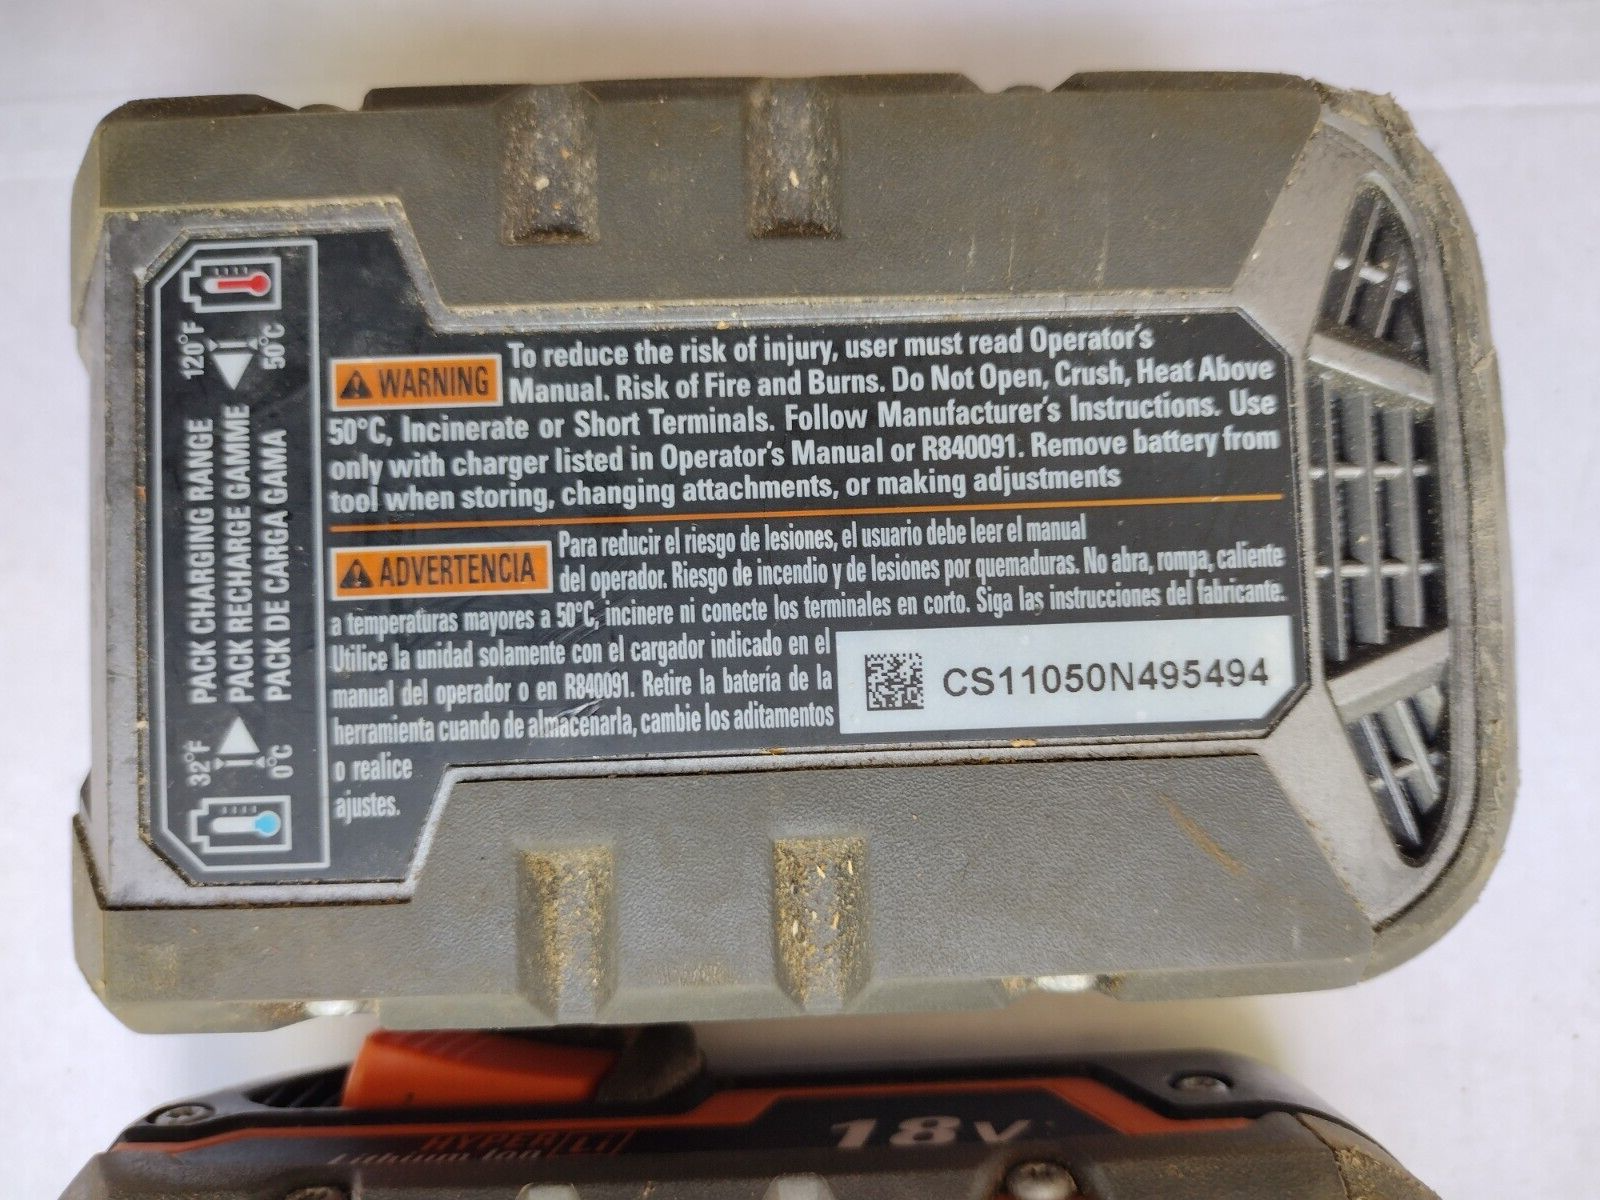 120°F
50°C
PACK CHARGING RANGE
PACK RECHARGE GAMME
PACK DE CARGA GAMA
32°F
0°C
WARNING To reduce the risk of injury, user must read Operator's
Manual. Risk of Fire and Burns. Do Not Open, Crush, Heat Above
50°C, Incinerate or Short Terminals. Follow Manufacturer's Instructions. Use
only with charger listed in Operator's Manual or R840091. Remove battery from
tool when storing, changing attachments, or making adjustments
ADVERTENCIA Para reducir el riesgo de lesiones, el usuario debe leer el manual
del operador. Riesgo de incendio y de lesiones por quemaduras. No abra, rompa, caliente
a temperaturas mayores a 50°C, incinere ni conecte los terminales en corto. Siga las instrucciones del fabricante.
Utilice la unidad solamente con el cargador indicado en el
manual del operador o en R840091. Retire la batería de la
herramienta cuando de almacenarla, cambie los aditamentos
o realice
ajustes.
CS11050N495494
18V
HYPER Li
Lithium Ion